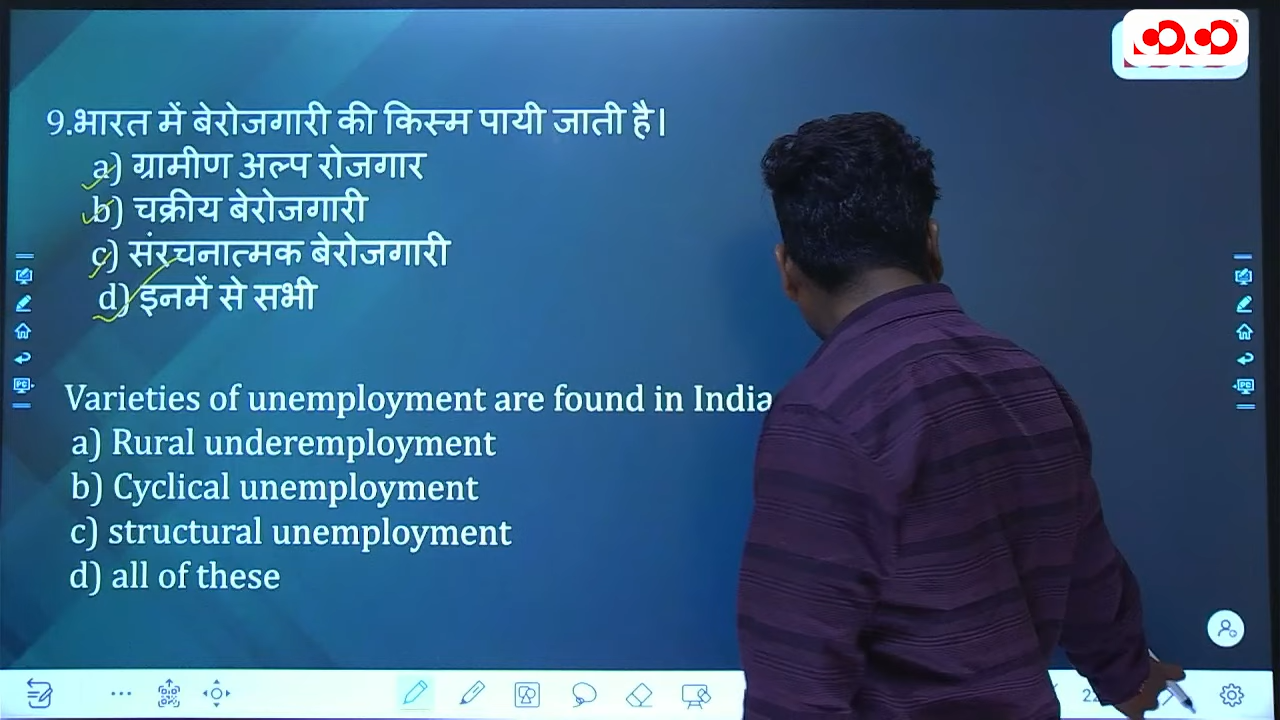 9.भारत में बेरोजगारी की किस्म पायी जाती है।
a) ग्रामीण अल्प रोजगार
b) चक्रीय बेरोजगारी
c) संरचनात्मक बेरोजगारी
d) इनमें से सभी
Varieties of unemployment are found in India
a) Rural underemployment
b) Cyclical unemployment
c) structural unemployment
d) all of these